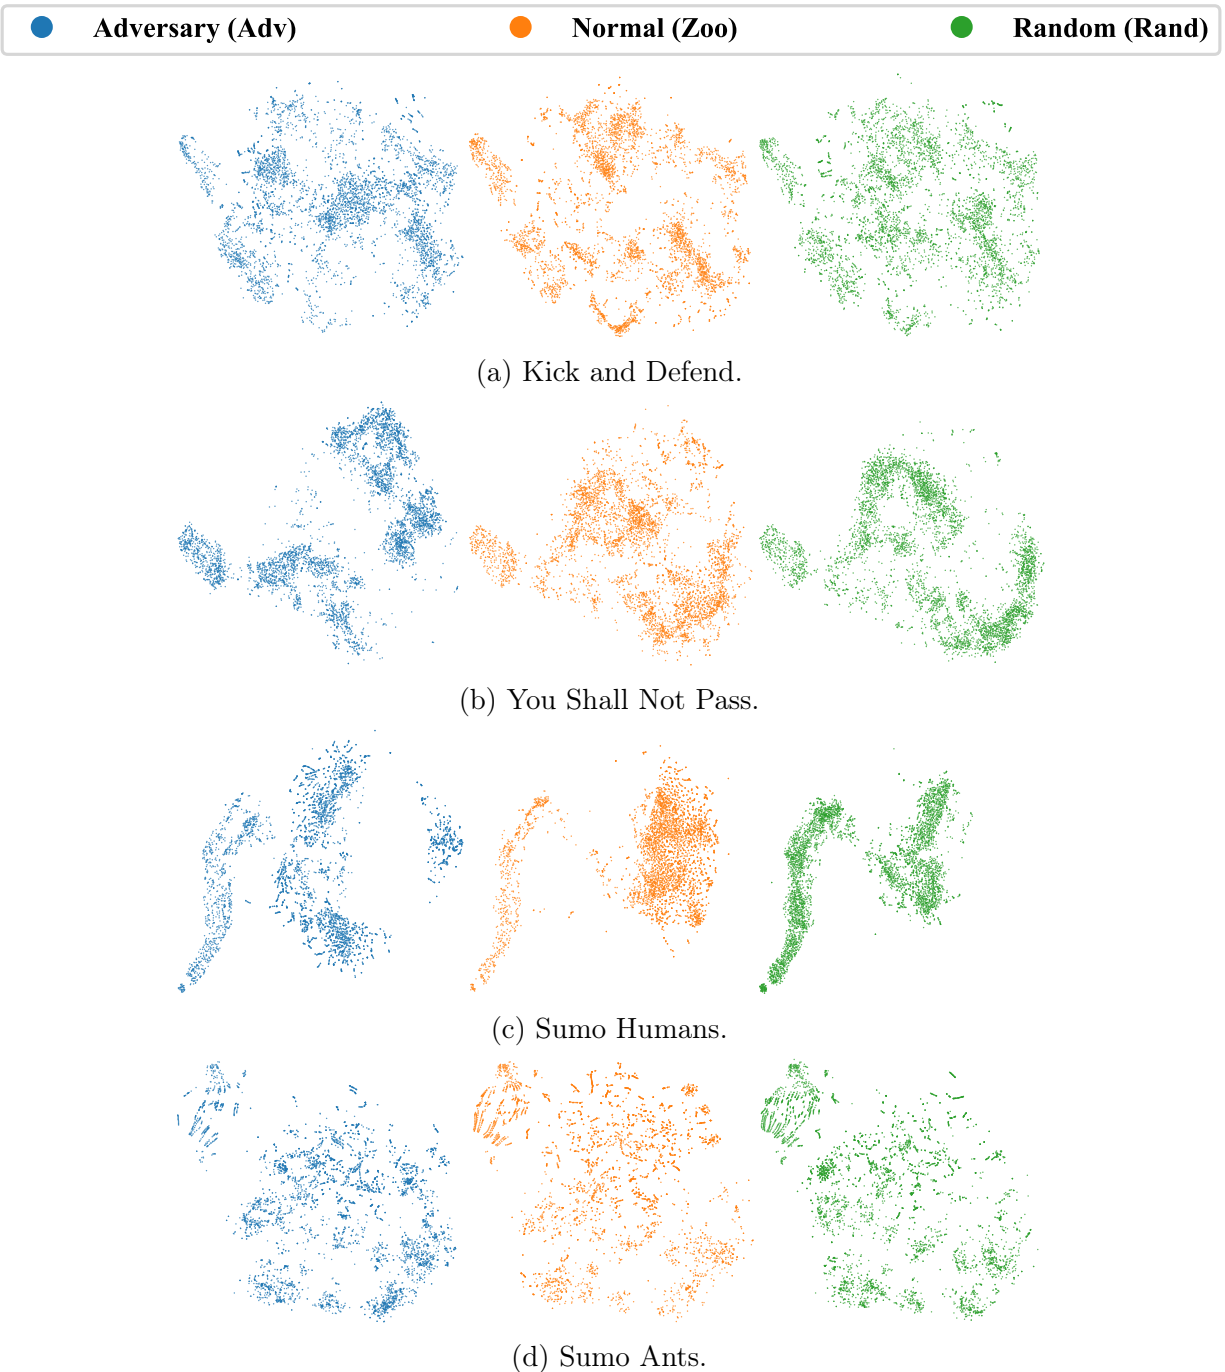 Adversary (Adv) Normal (Zoo) Random (Rand)
(a) Kick and Defend.
(b) You Shall Not Pass.
(c) Sumo Humans.
(d) Sumo Ants.